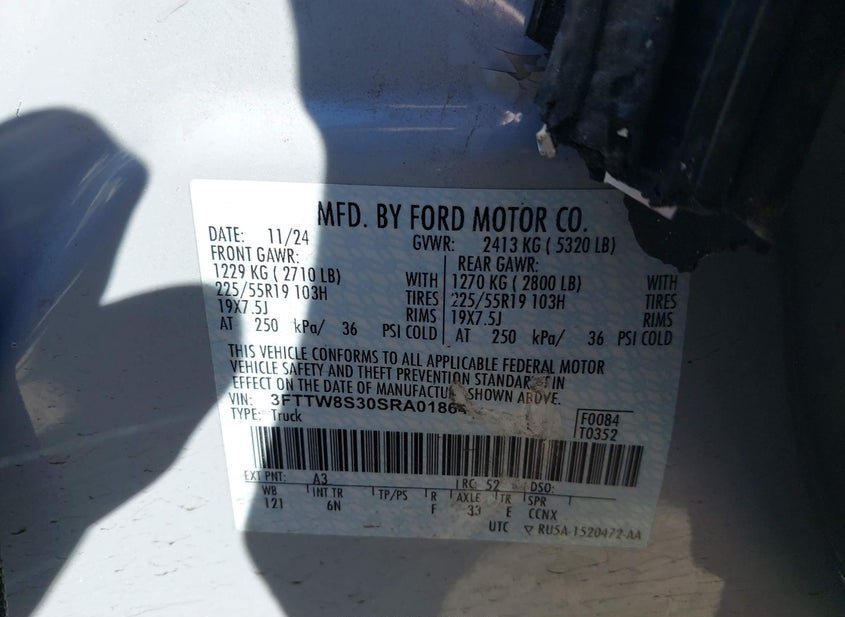 MFD. BY FORD MOTOR CO.
DATE: 11/24 GVWR: 2413 KG ( 5320 LB)
FRONT GAWR: REAR GAWR:
1229 KG ( 2710 LB) WITH 1270 KG ( 2800 LB) WITH
225/55R19 103H TIRES 225/55R19 103H TIRES
19X7.5J RIMS 19X7.5J RIMS
AT 250 kPa/ 36 PSI COLD AT 250 kPa/ 36 PSI COLD
THIS VEHICLE CONFORMS TO ALL APPLICABLE FEDERAL MOTOR
VEHICLE SAFETY AND THEFT PREVENTION IN
EFFECT ON THE DATE OF SHOWN ABOVE.
VIN:
TYPE: Truck
F0084
T0352
EXT PNT: A3 RC: 52 DSO:
WB INT TR TP/PS R AXLE TR SPR
121 6N F 33 E CCNX
UTC RU5A-1520472-AA